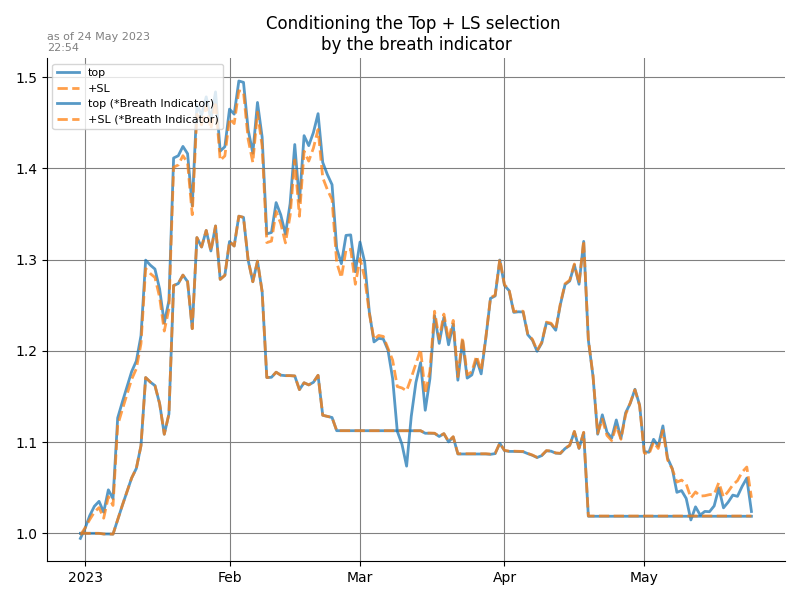 Conditioning the Top + LS selection
by the breath indicator
as of 24 May 2023
22:54
top
+SL
top (*Breath Indicator)
+SL (*Breath Indicator)
1.5
1.4
1.3
1.2
1.1
1.0
2023
Feb
Mar
Apr
May